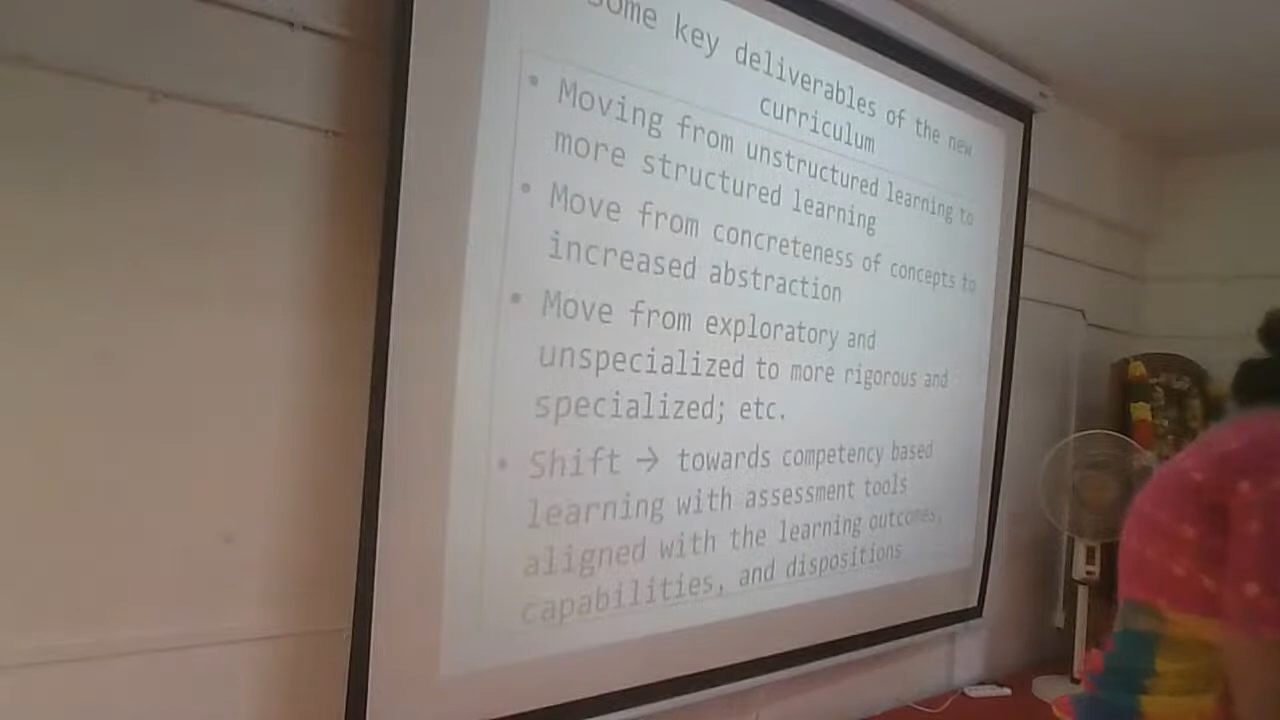 Some key deliverables of the new
curriculum
• Moving from unstructured learning to
more structured learning
• Move from concreteness of concepts to
increased abstraction
• Move from exploratory and
unspecialized to more rigorous and
specialized; etc.
• Shift → towards competency based
learning with assessment tools
aligned with the learning outcomes,
capabilities, and dispositions